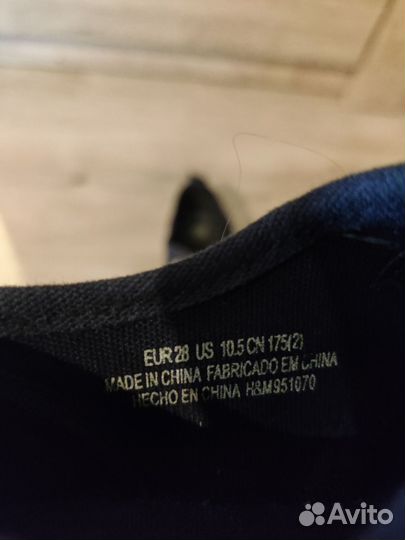 EUR 28 US 10.5 CN 175(2)
MADE IN CHINA FABRICADO EM CHINA
HECHO EN CHINA H&M951070
Avito